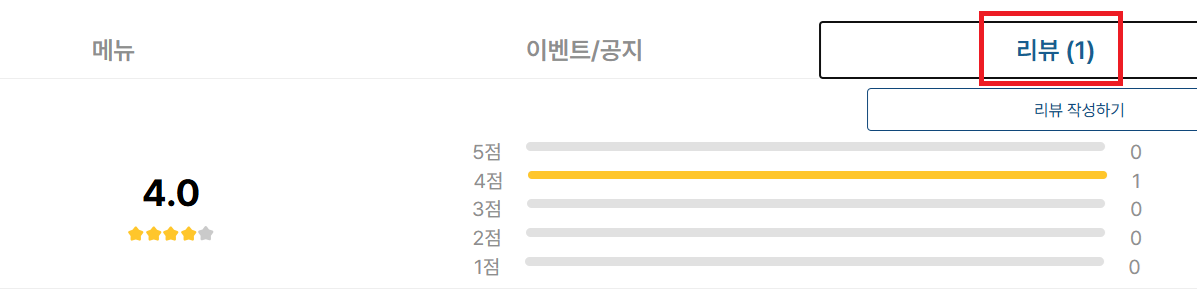 메뉴 이벤트/공지 리뷰 (1)
리뷰 작성하기
5점 0
4점 1
4.0
3점 0
2점 0
1점 0